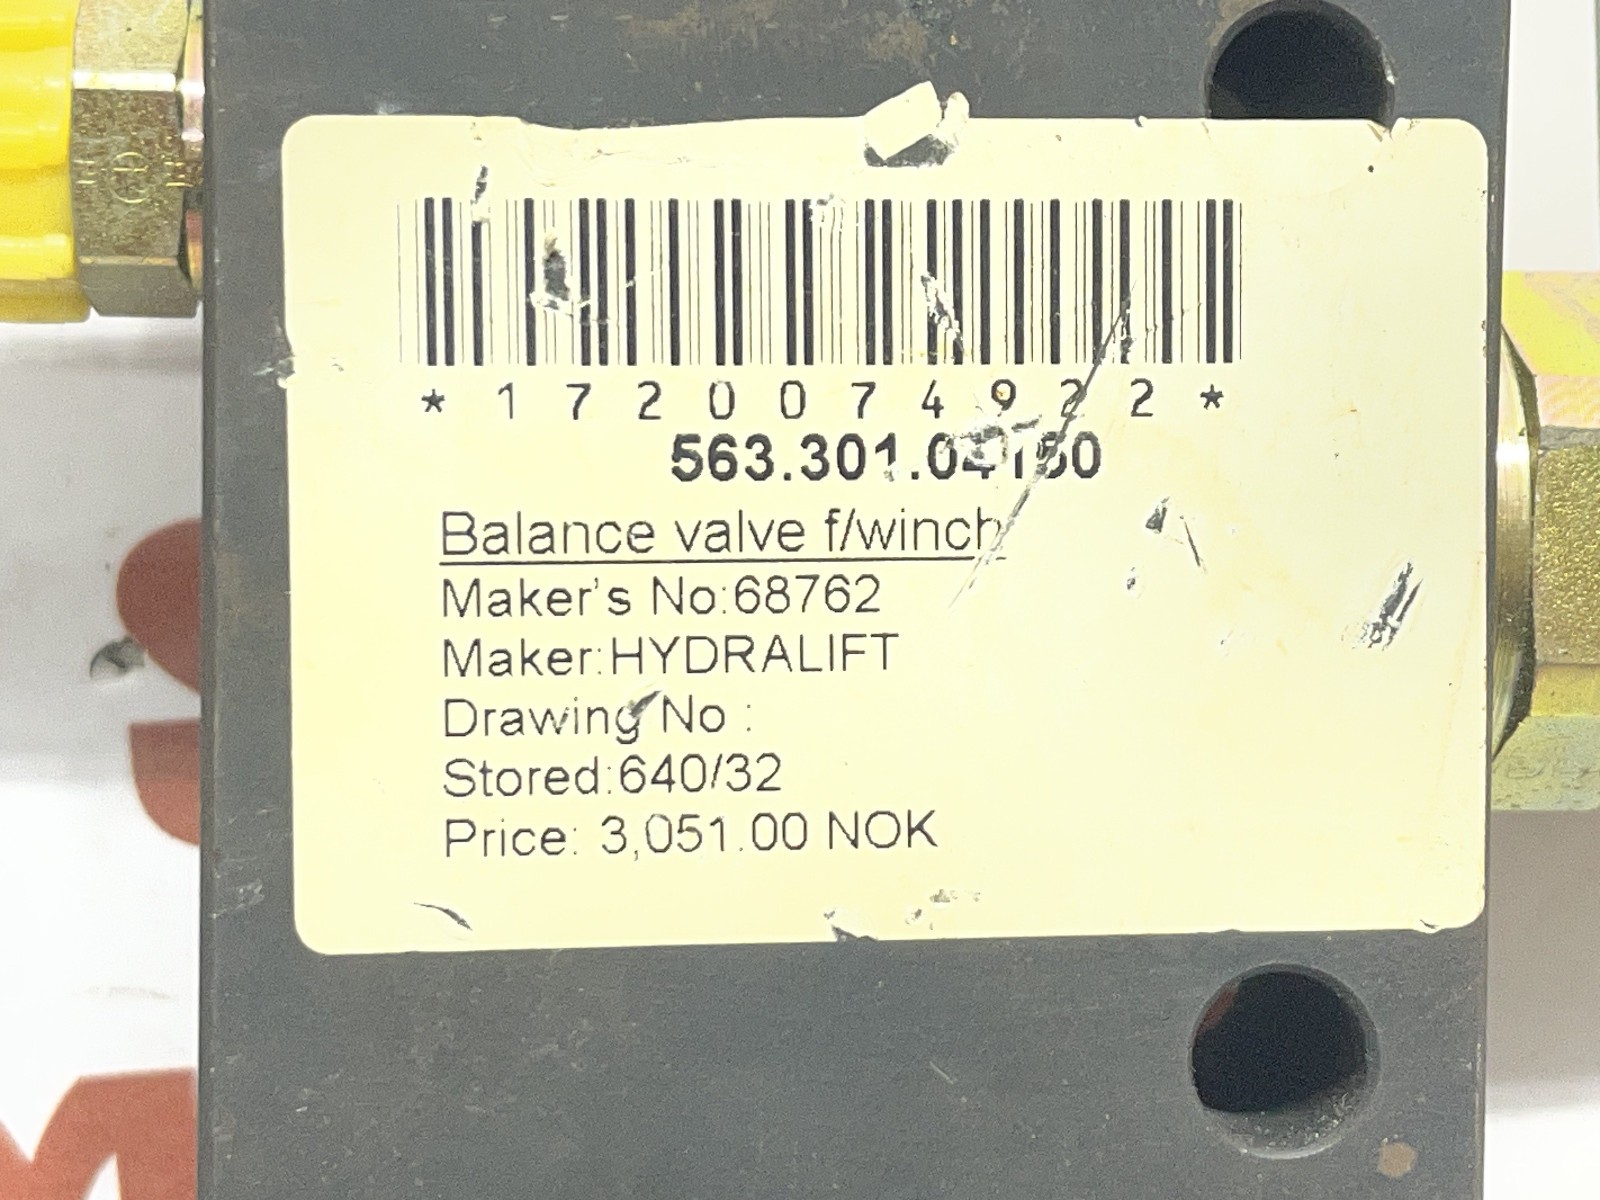 * 1 7 2 0 0 7 4 9 2 2 *
Balance valve f/winch
Maker's No:68762
Maker:HYDRALIFT
Drawing No :
Stored:640/32
Price: 3,051.00 NOK